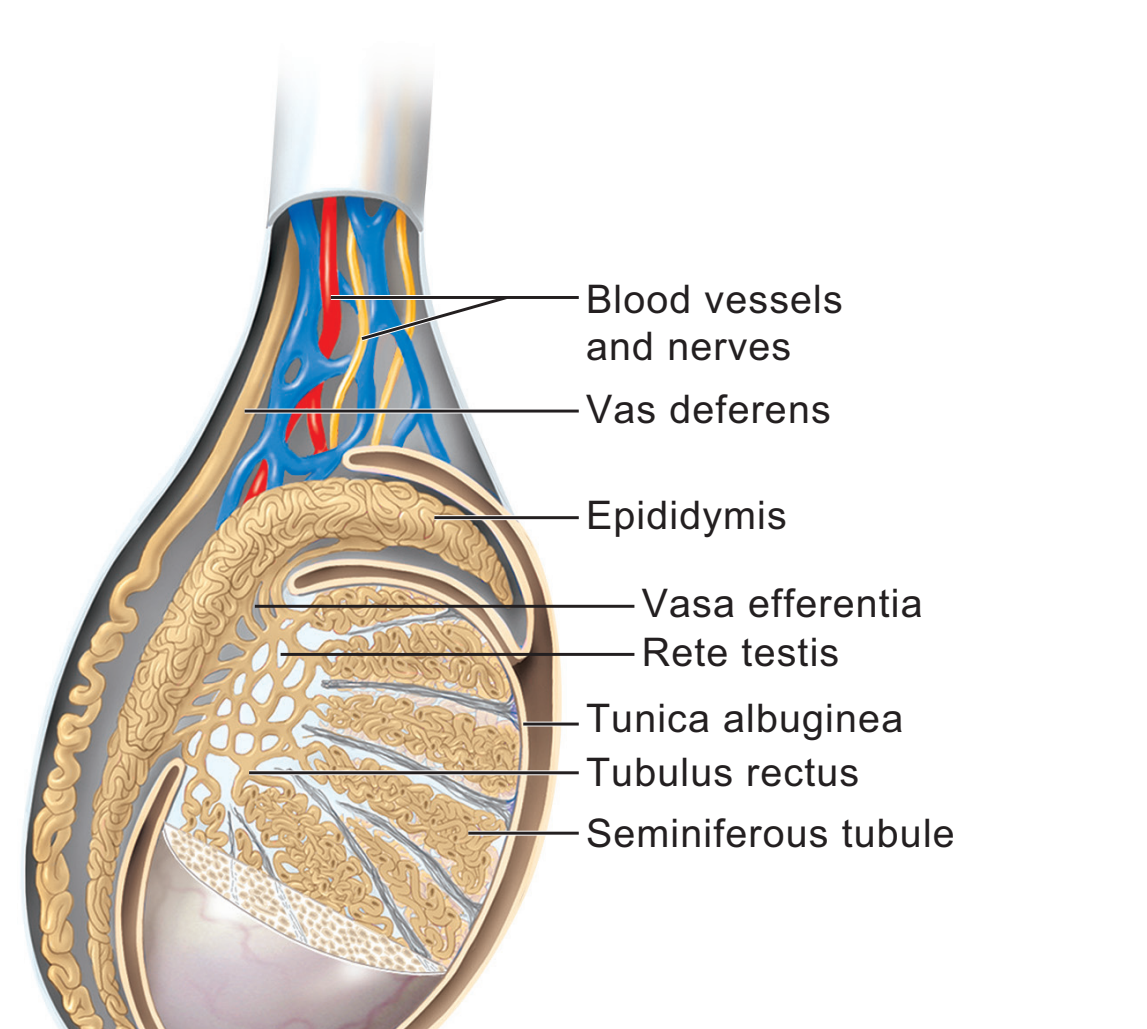 Blood vessels
and nerves
Vas deferens
Epididymis
Vasa efferentia
Rete testis
Tunica albuginea
Tubulus rectus
Seminiferous tubule